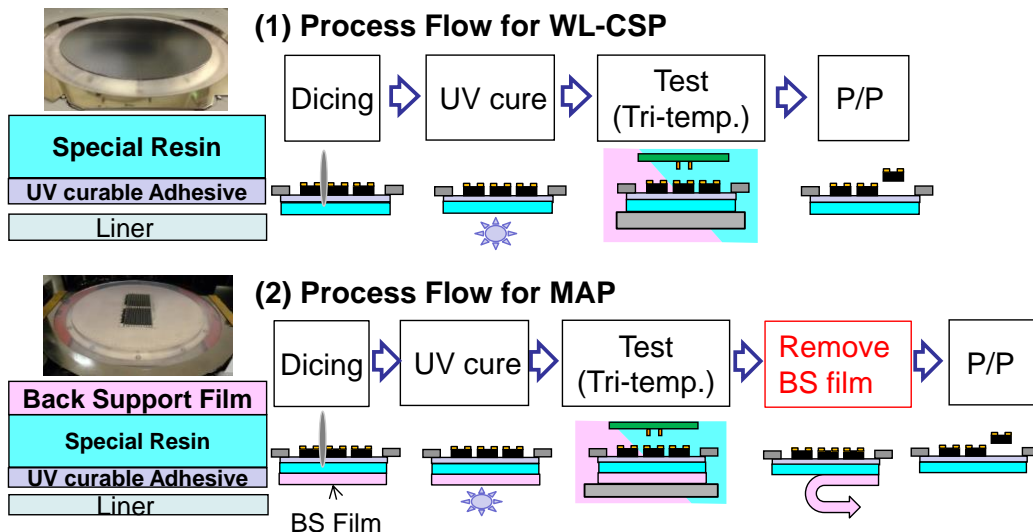 (1) Process Flow for WL-CSP
Dicing
UV cure
Test
(Tri-temp.)
P/P
Special Resin
UV curable Adhesive
Liner
(2) Process Flow for MAP
Dicing
UV cure
Test
(Tri-temp.)
Remove
BS film
P/P
Back Support Film
Special Resin
UV curable Adhesive
Liner
BS Film